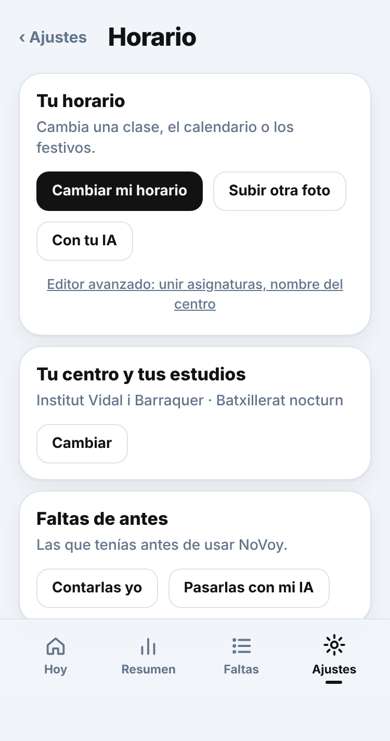 ‹ Ajustes Horario
Tu horario
Cambia una clase, el calendario o los
festivos.
Cambiar mi horario Subir otra foto
Con tu IA
Editor avanzado: unir asignaturas, nombre del
centro
Tu centro y tus estudios
Institut Vidal i Barraquer · Batxillerat nocturn
Cambiar
Faltas de antes
Las que tenías antes de usar NoVoy.
Contarlas yo Pasarlas con mi IA
Hoy Resumen Faltas Ajustes